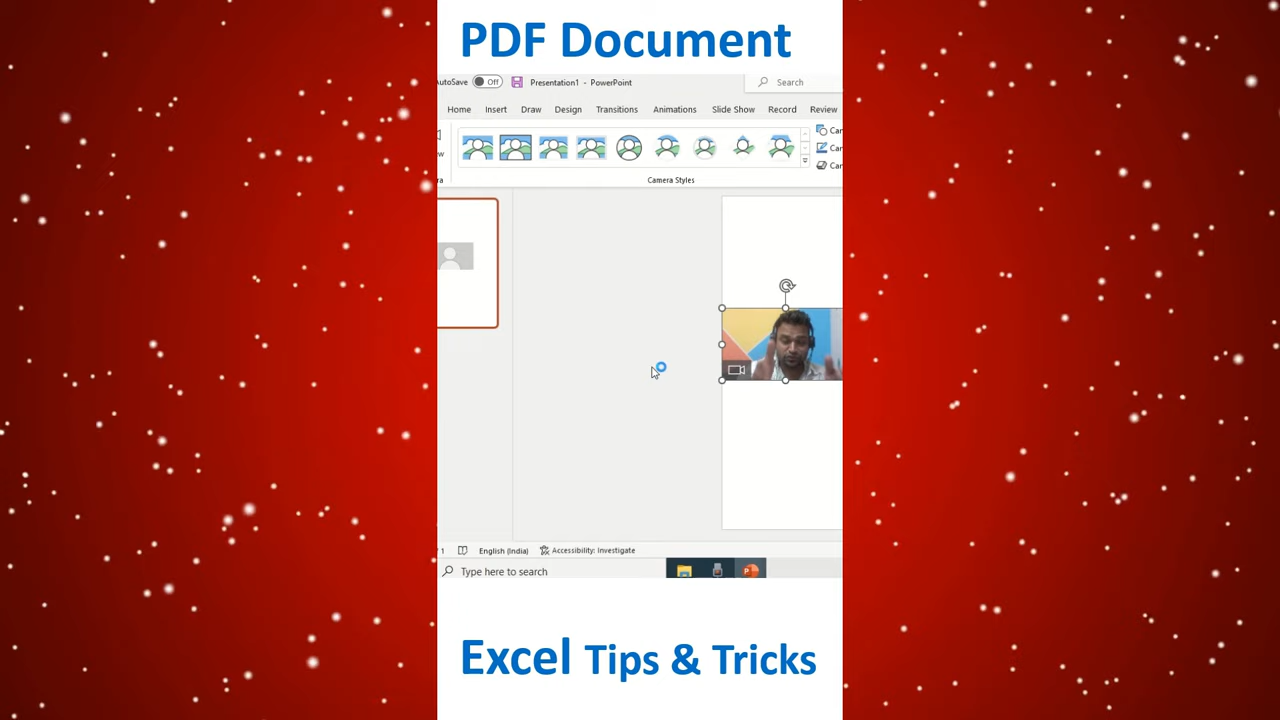 PDF Document
AutoSave Off Presentation1 - PowerPoint Search
Home Insert Draw Design Transitions Animations Slide Show Record Review
Camera Styles
1 English (India) Accessibility: Investigate
Type here to search
Excel Tips & Tricks